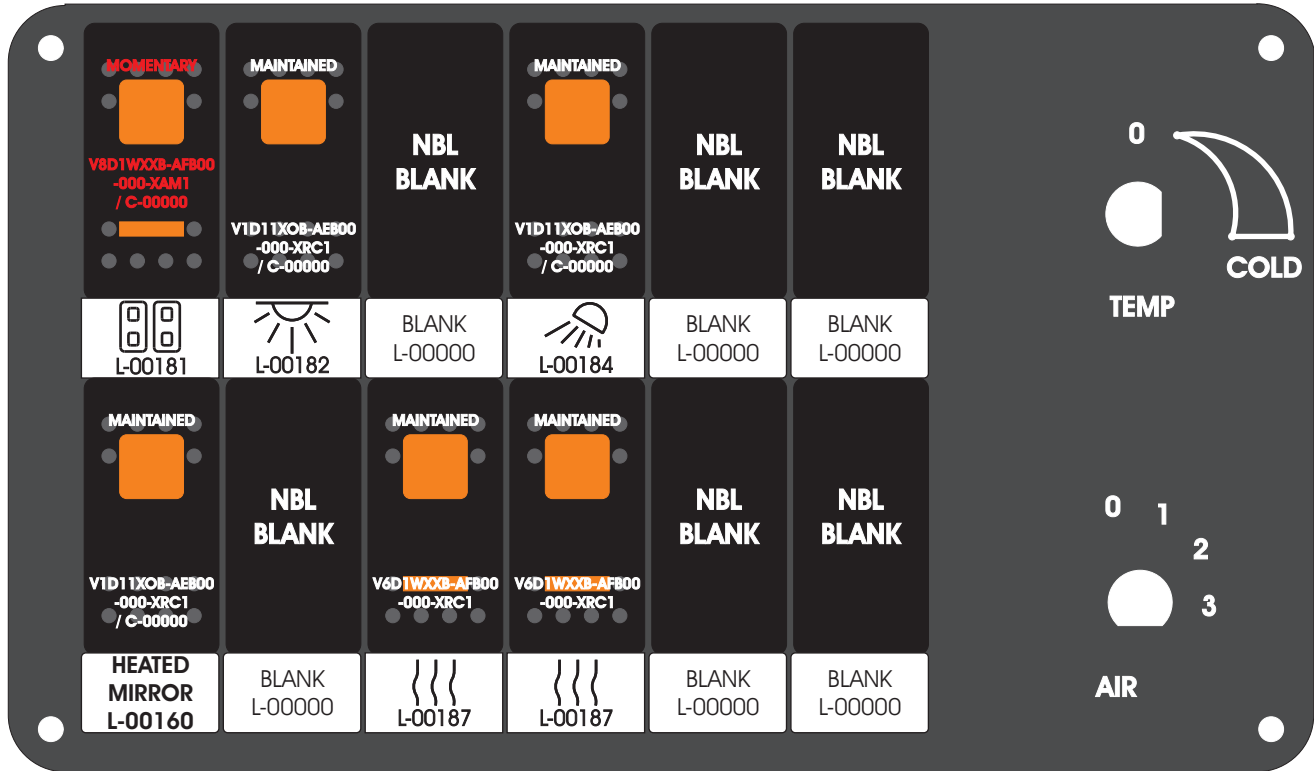 MOMENTARY
V8D1WXXB-AFB00
-000-XAM1
/ C-00000
L-00181
MAINTAINED
V1D11XOB-AEB00
-000-XRC1
/ C-00000
L-00182
NBL
BLANK
BLANK
L-00000
MAINTAINED
V1D11XOB-AEB00
-000-XRC1
/ C-00000
L-00184
NBL
BLANK
BLANK
L-00000
NBL
BLANK
BLANK
L-00000
0
COLD
TEMP
MAINTAINED
V1D11XOB-AEB00
-000-XRC1
/ C-00000
HEATED
MIRROR
L-00160
NBL
BLANK
BLANK
L-00000
MAINTAINED
V6D1WXXB-AFB00
-000-XRC1
L-00187
MAINTAINED
V6D1WXXB-AFB00
-000-XRC1
L-00187
NBL
BLANK
BLANK
L-00000
NBL
BLANK
BLANK
L-00000
0
1
2
3
AIR